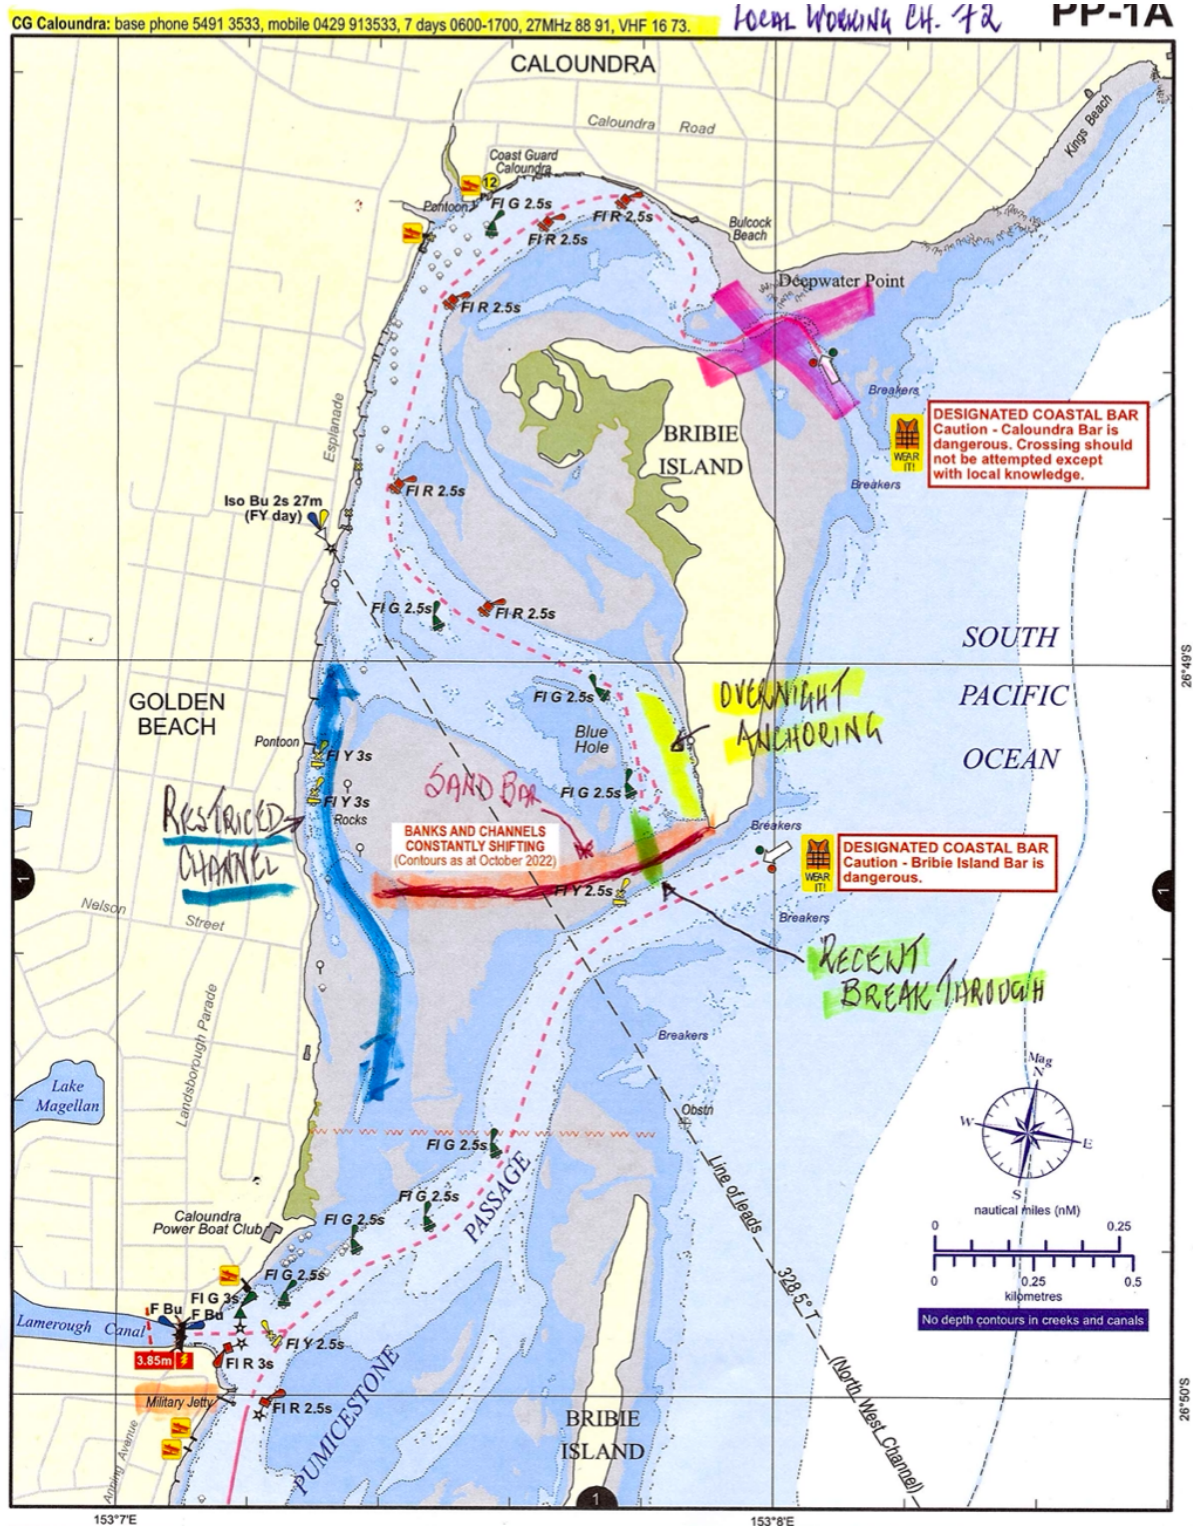 CG Caloundra: base phone 5491 3533, mobile 0429 913533, 7 days 0600-1700, 27MHz 88 91, VHF 16 73.
LOCAL WORKING CH. 72
PP-1A
CALOUNDRA
Caloundra Road
Kings Beach
Coast Guard
Caloundra
12
Pontoon
Fl G 2.5s
Fl R 2.5s
Fl R 2.5s
Bulcock
Beach
Deepwater Point
Fl R 2.5s
Breakers
Esplanade
BRIBIE
ISLAND
WEAR
IT!
DESIGNATED COASTAL BAR
Caution - Caloundra Bar is
dangerous. Crossing should
not be attempted except
with local knowledge.
Breakers
Fl R 2.5s
Iso Bu 2s 27m
(FY day)
Fl G 2.5s
Fl R 2.5s
SOUTH
PACIFIC
OCEAN
26°49'S
GOLDEN
BEACH
Fl G 2.5s
OVERNIGHT
ANCHORING
Blue
Hole
Pontoon
Fl Y 3s
Fl Y 3s
Rocks
SAND BAR
Fl G 2.5s
RESTRICED
CHANNEL
BANKS AND CHANNELS
CONSTANTLY SHIFTING
(Contours as at October 2022)
Breakers
WEAR
IT!
DESIGNATED COASTAL BAR
Caution - Bribie Island Bar is
dangerous.
Fl Y 2.5s
1
1
Nelson Street
Breakers
RECENT
BREAK THROUGH
Landsborough Parade
Breakers
Lake
Magellan
Obstn
Mag
N
W
E
S
Fl G 2.5s
PASSAGE
Line of leads
328.5° T
(North West Channel)
nautical miles (nM)
0 0.25
0 0.25 0.5
kilometres
No depth contours in creeks and canals
Fl G 2.5s
Caloundra
Power Boat Club
Fl G 2.5s
Fl G 2.5s
Fl G 3s
F Bu
F Bu
Lamerough Canal
Fl Y 2.5s
3.85m
Fl R 3s
Military Jetty
Fl R 2.5s
PUMICESTONE
26°50'S
BRIBIE
ISLAND
Anning Avenue
1
153°7'E
153°8'E